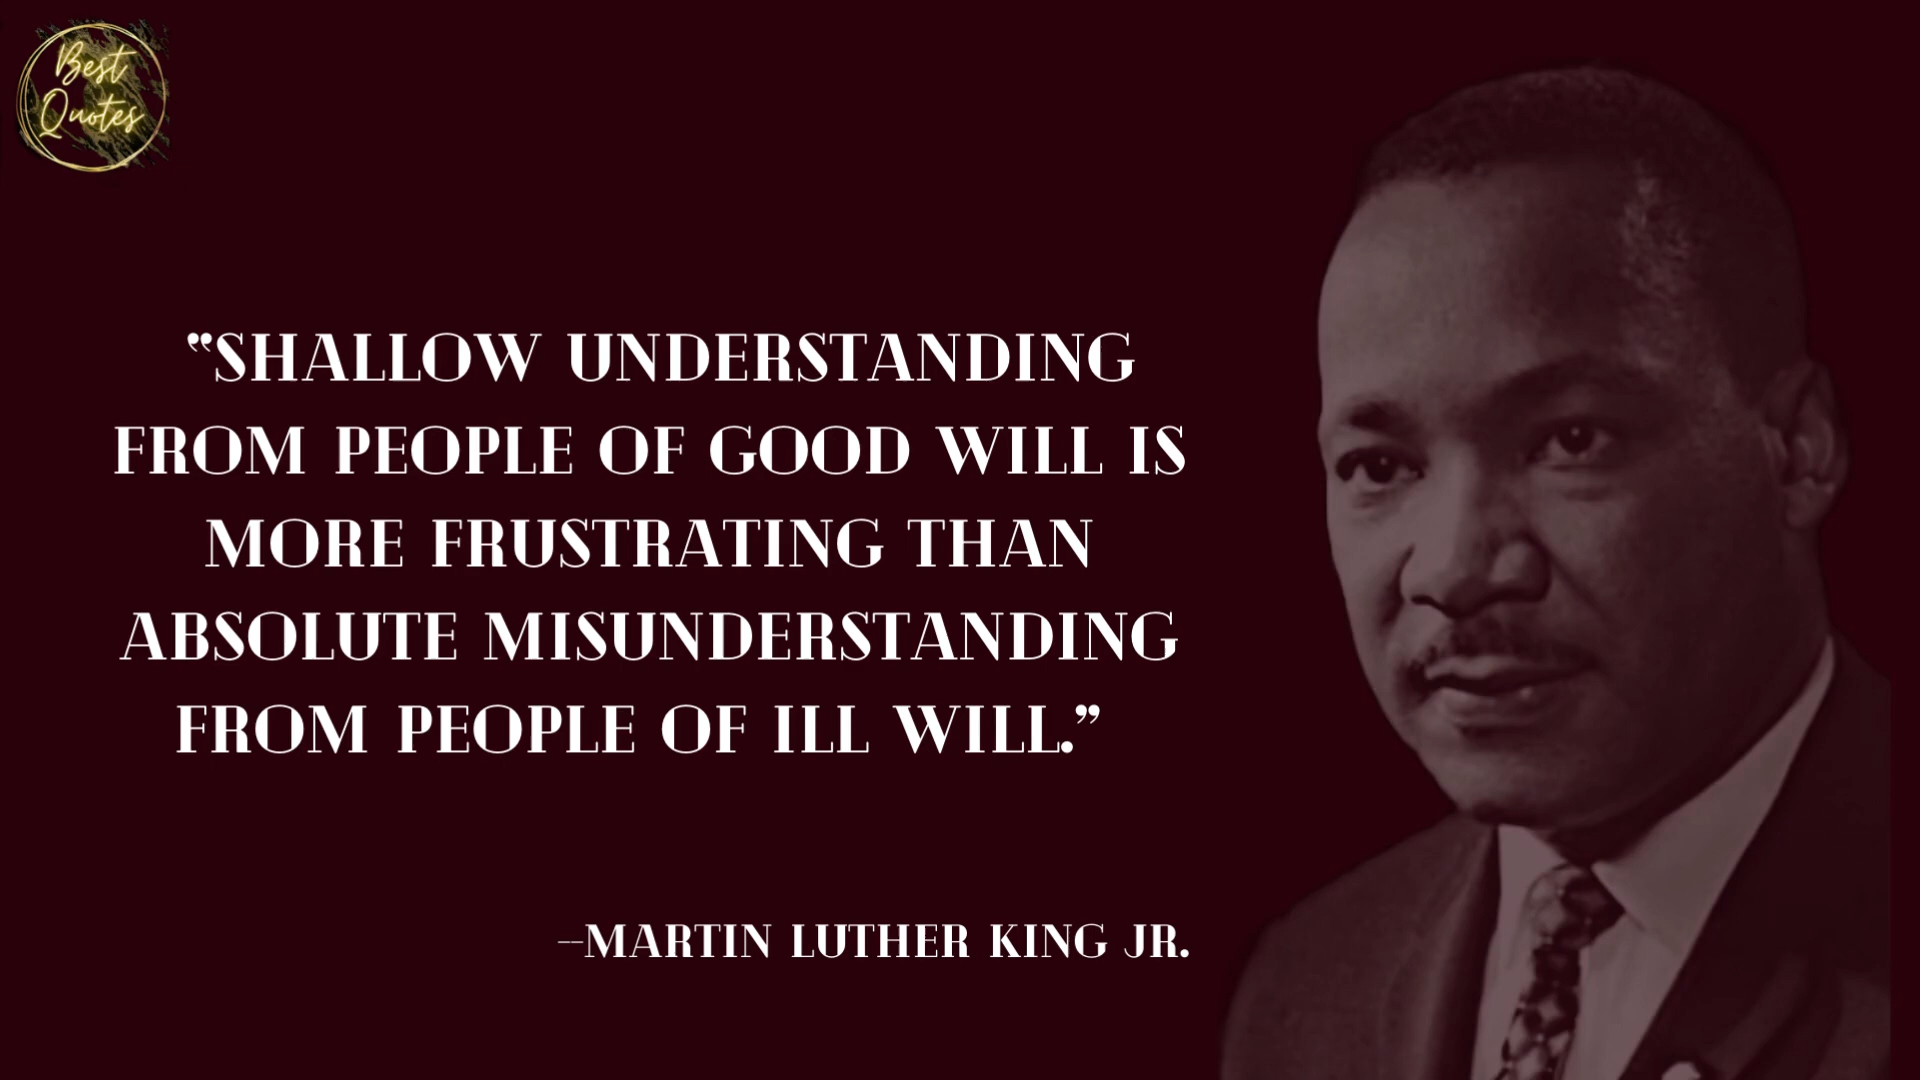 Best
Quotes
“SHALLOW UNDERSTANDING
FROM PEOPLE OF GOOD WILL IS
MORE FRUSTRATING THAN
ABSOLUTE MISUNDERSTANDING
FROM PEOPLE OF ILL WILL.”
—MARTIN LUTHER KING JR.